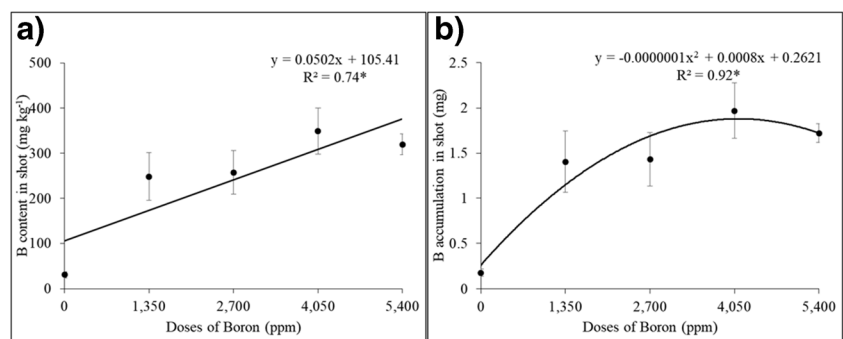 a)
y = 0.0502x + 105.41
R² = 0.74*
B content in shot (mg kg⁻¹)
500
400
300
200
100
0
0 1,350 2,700 4,050 5,400
Doses of Boron (ppm)
b)
y = -0.0000001x² + 0.0008x + 0.2621
R² = 0.92*
B accumulation in shot (mg)
2.5
2
1.5
1
0.5
0
0 1,350 2,700 4,050 5,400
Doses of Boron (ppm)